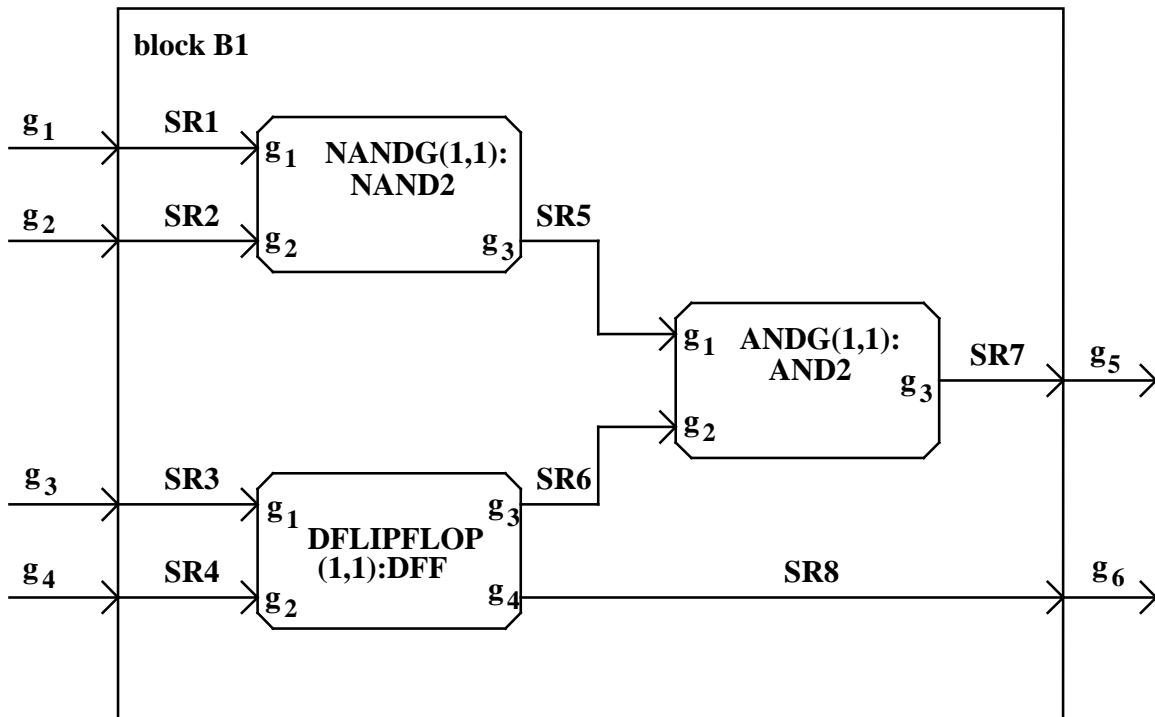 block B1
g1
SR1
g1
NANDG(1,1):
NAND2
g2
SR2
g2
g3
SR5
g1
ANDG(1,1):
AND2
g3
SR7
g5
g2
g3
SR3
g1
g3
SR6
DFLIPFLOP
(1,1):DFF
g4
SR4
g2
g4
SR8
g6